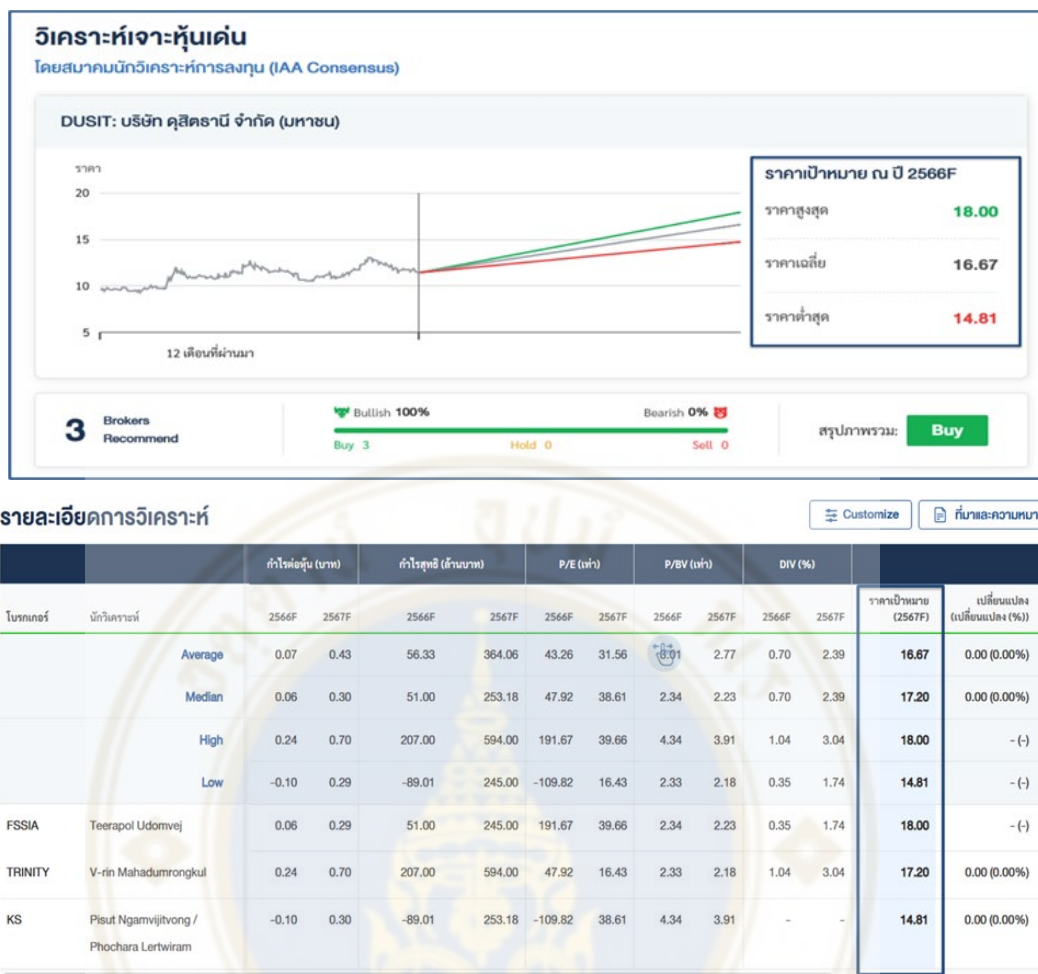 วิเคราะห์เจาะหุ้นเด่น
โดยสมาคมนักวิเคราะห์การลงทุน (IAA Consensus)
DUSIT: บริษัท ดุสิตธานี จำกัด (มหาชน)
ราคา
20
15
10
5
12 เดือนที่ผ่านมา
ราคาเป้าหมาย ณ ปี 2566F
ราคาสูงสุด 18.00
ราคาเฉลี่ย 16.67
ราคาต่ำสุด 14.81
3 Brokers Recommend
Bullish 100% Bearish 0%
Buy 3 Hold 0 Sell 0
สรุปภาพรวม: Buy
รายละเอียดการวิเคราะห์ Customize ที่มาและความหมา
กำไรต่อหุ้น (บาท) กำไรสุทธิ (ล้านบาท) P/E (เท่า) P/BV (เท่า) DIV (%)
โบรกเกอร์ นักวิเคราะห์ 2566F 2567F 2566F 2567F 2566F 2567F 2566F 2567F 2566F 2567F ราคาเป้าหมาย (2567F) เปลี่ยนแปลง (เปลี่ยนแปลง (%))
Average 0.07 0.43 56.33 364.06 43.26 31.56 2.77 0.70 2.39 16.67 0.00 (0.00%)
Median 0.06 0.30 51.00 253.18 47.92 38.61 2.34 2.23 0.70 2.39 17.20 0.00 (0.00%)
High 0.24 0.70 207.00 594.00 191.67 39.66 4.34 3.91 1.04 3.04 18.00 - (-)
Low -0.10 0.29 -89.01 245.00 -109.82 16.43 2.33 2.18 0.35 1.74 14.81 - (-)
FSSIA Teerapol Udomvej 0.06 0.29 51.00 245.00 191.67 39.66 2.34 2.23 0.35 1.74 18.00 - (-)
TRINITY V-rin Mahadumrongkul 0.24 0.70 207.00 594.00 47.92 16.43 2.33 2.18 1.04 3.04 17.20 0.00 (0.00%)
KS Pisut Ngamvijitvong / -0.10 0.30 -89.01 253.18 -109.82 38.61 4.34 3.91 - - 14.81 0.00 (0.00%)
Phochara Lertwiram